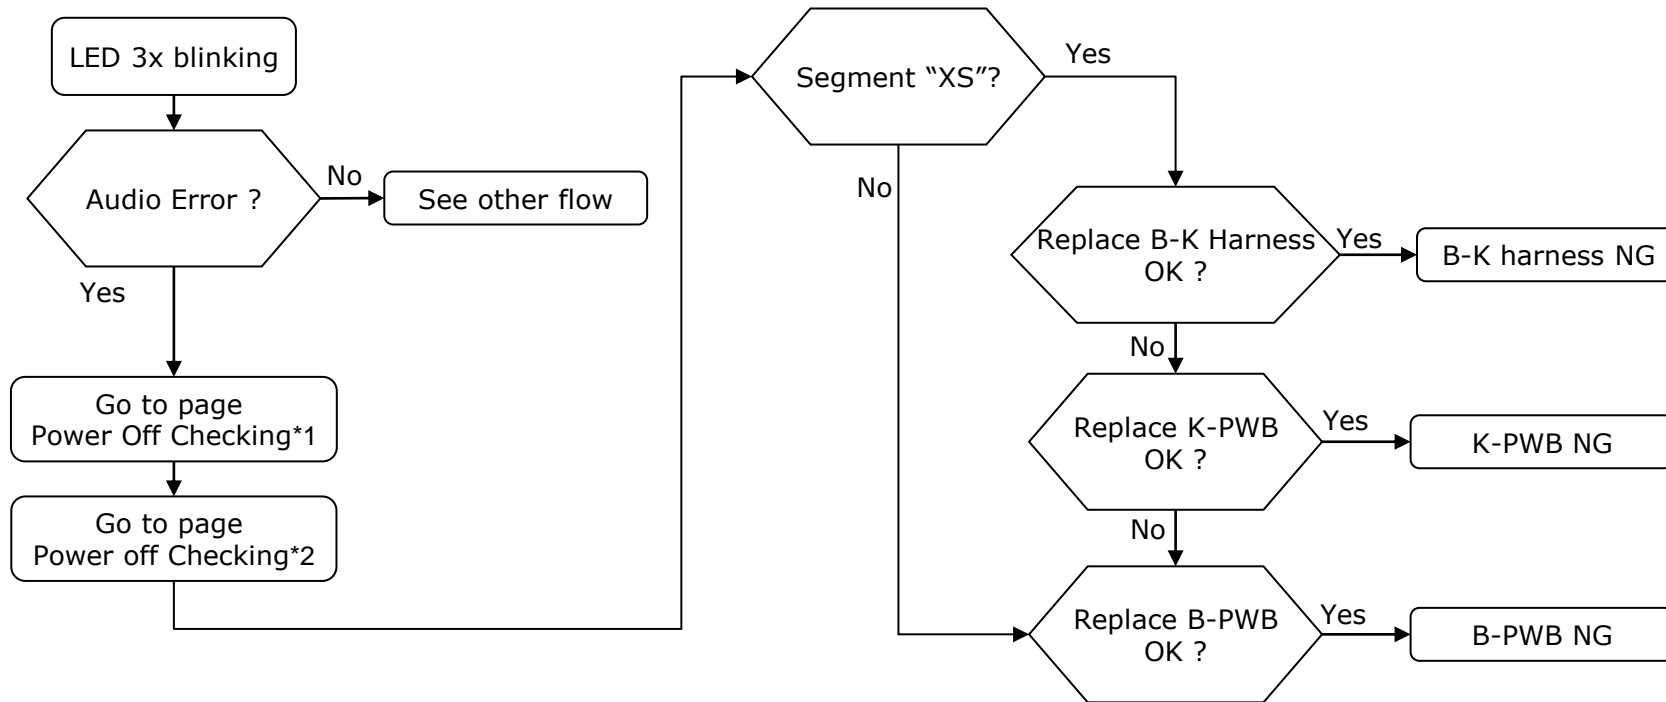 LED 3x blinking
Audio Error ?
No
See other flow
Yes
Go to page
Power Off Checking*1
Go to page
Power off Checking*2
Segment “XS”?
Yes
No
Replace B-K Harness
OK ?
Yes
B-K harness NG
No
Replace K-PWB
OK ?
Yes
K-PWB NG
No
Replace B-PWB
OK ?
Yes
B-PWB NG